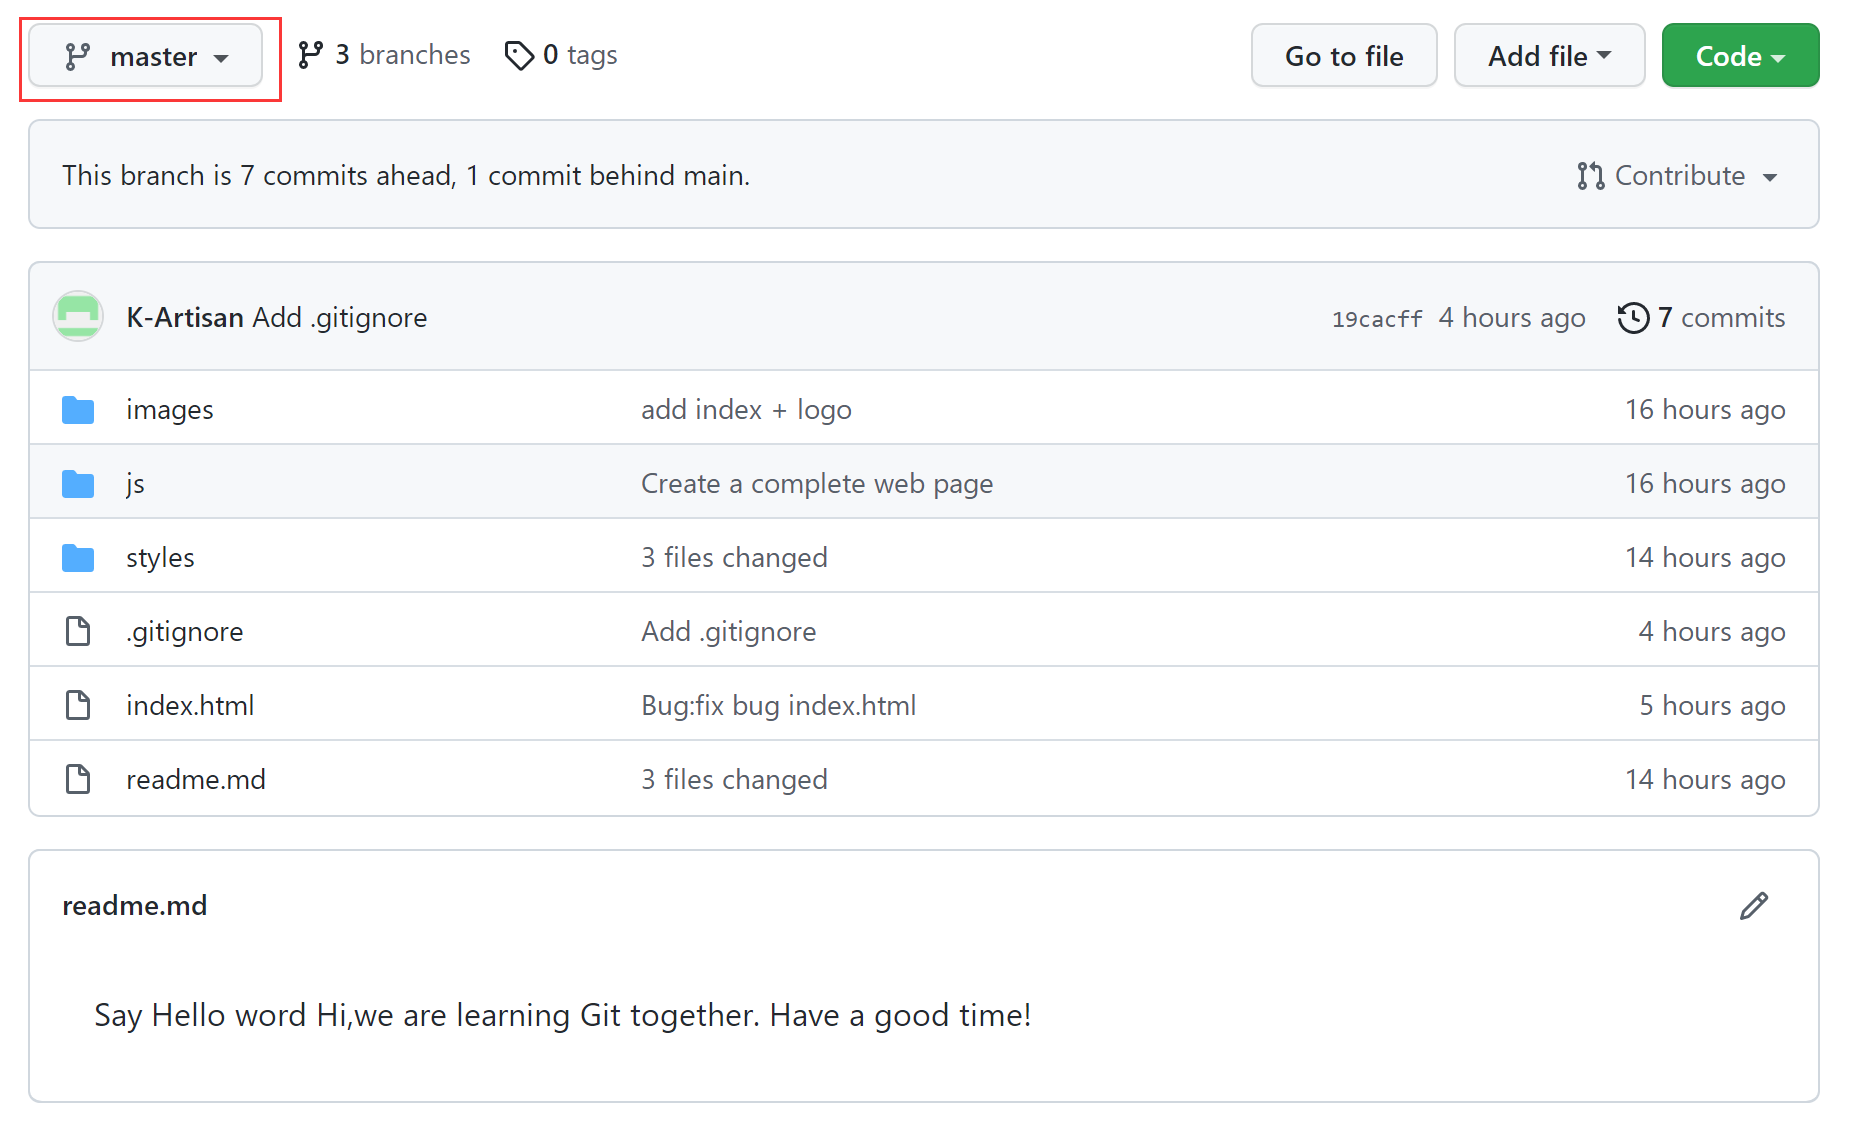 master 3 branches 0 tags Go to file Add file Code
This branch is 7 commits ahead, 1 commit behind main. Contribute
K-Artisan Add .gitignore 19cacff 4 hours ago 7 commits
images add index + logo 16 hours ago
js Create a complete web page 16 hours ago
styles 3 files changed 14 hours ago
.gitignore Add .gitignore 4 hours ago
index.html Bug:fix bug index.html 5 hours ago
readme.md 3 files changed 14 hours ago
readme.md
Say Hello word Hi,we are learning Git together. Have a good time!